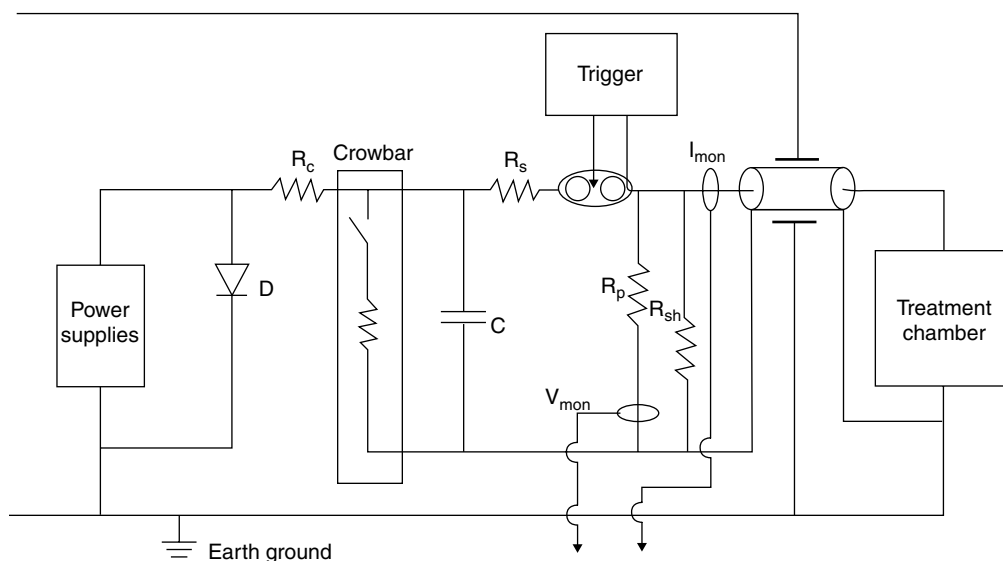 Trigger
R_c
Crowbar
R_s
I_mon
Power
supplies
D
C
R_p
R_sh
V_mon
Treatment
chamber
Earth ground